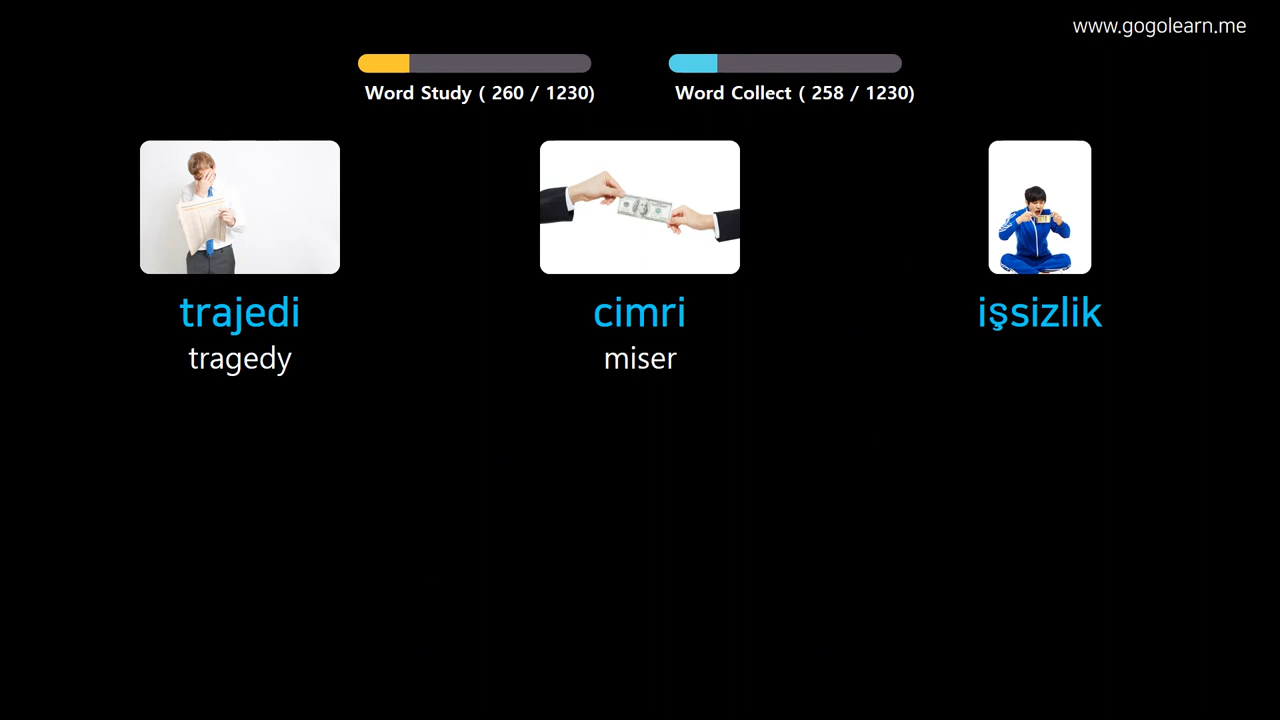 www.gogolearn.me
Word Study ( 260 / 1230)
Word Collect ( 258 / 1230)
trajedi
cimri
işsizlik
tragedy
miser